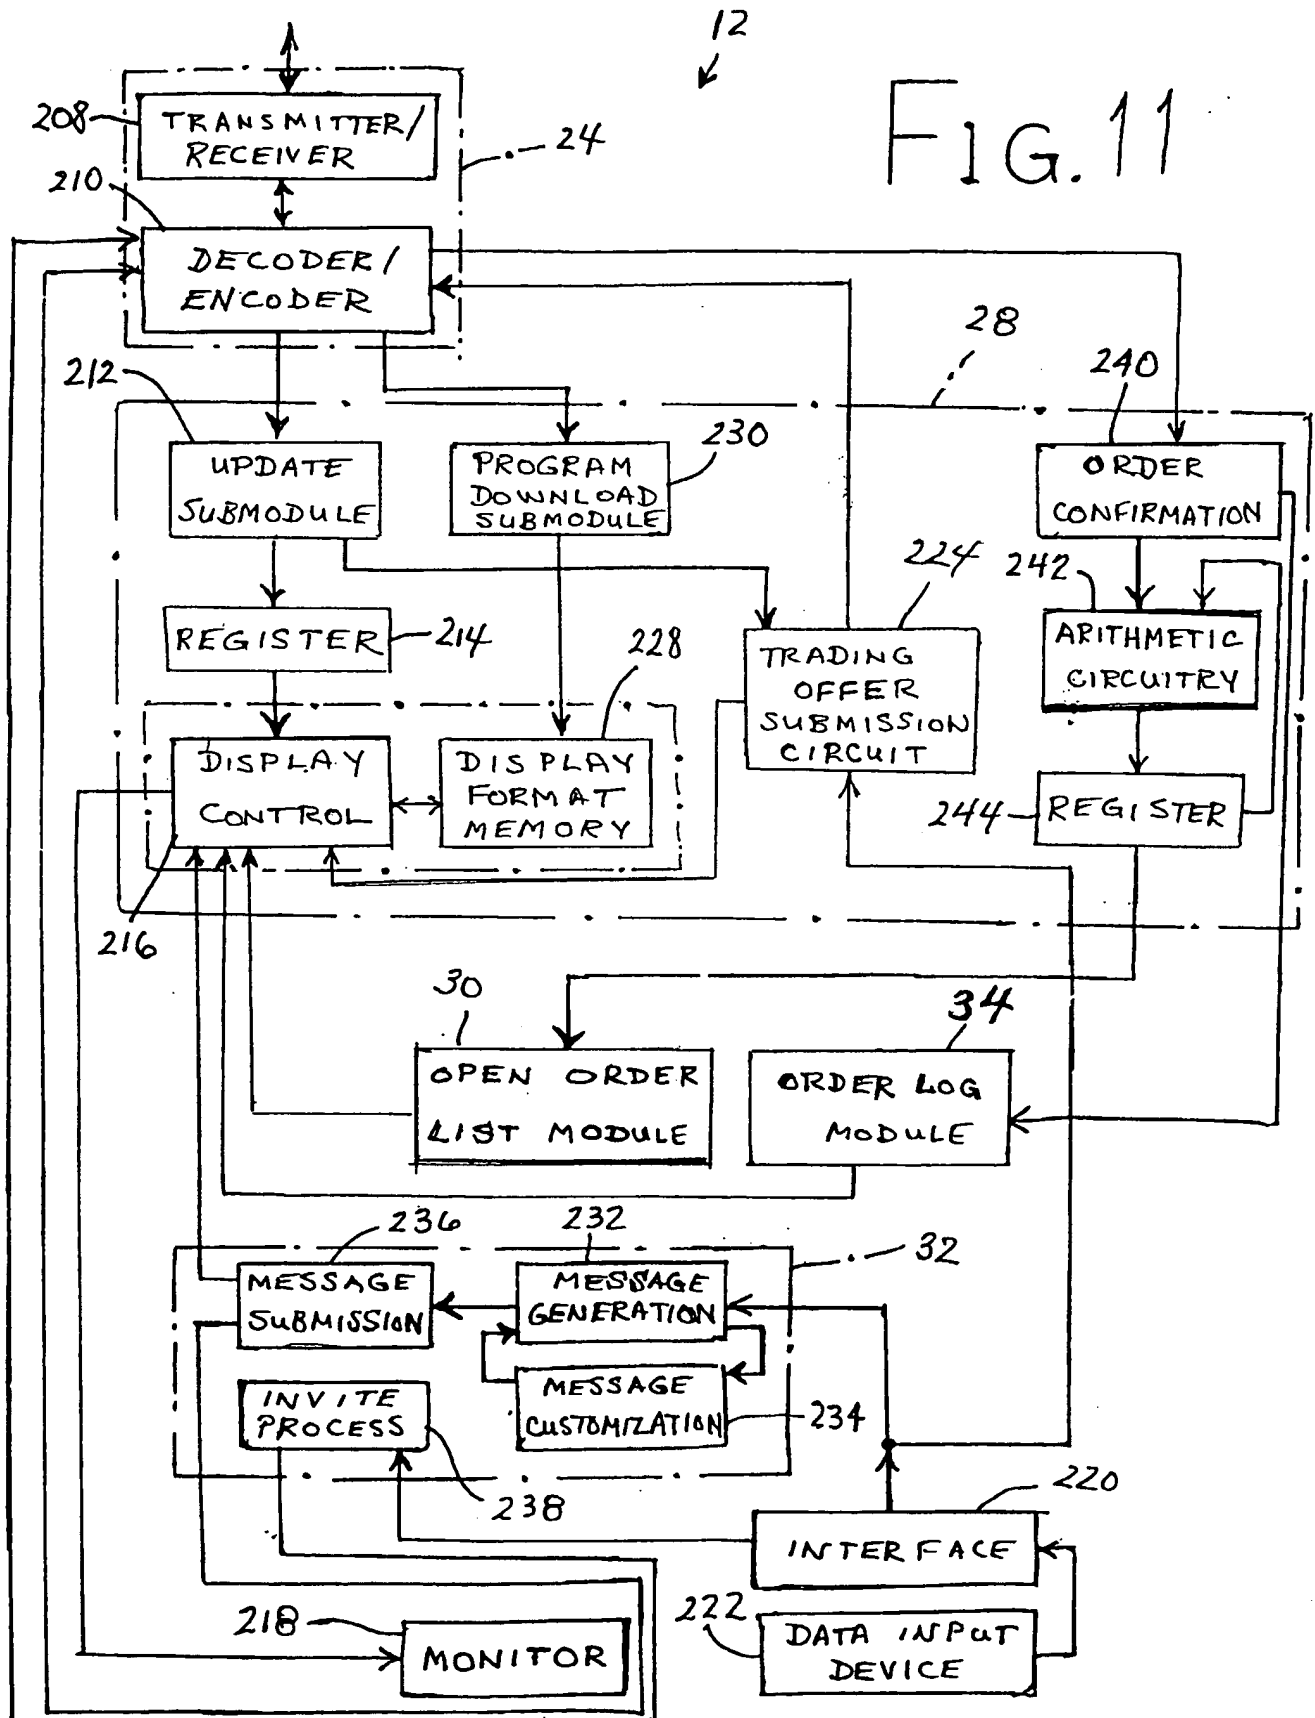 12
FIG. 11
208
TRANSMITTER/
RECEIVER
24
210
DECODER/
ENCODER
28
212
240
UPDATE
SUBMODULE
PROGRAM
DOWNLOAD
SUBMODULE
230
ORDER
CONFIRMATION
224
242
REGISTER
214
228
TRADING
OFFER
SUBMISSION
CIRCUIT
ARITHMETIC
CIRCUITRY
DISPLAY
CONTROL
DISPLAY
FORMAT
MEMORY
244
REGISTER
216
30
34
OPEN ORDER
LIST MODULE
ORDER LOG
MODULE
236
232
32
MESSAGE
SUBMISSION
MESSAGE
GENERATION
INVITE
PROCESS
MESSAGE
CUSTOMIZATION
234
238
220
INTERFACE
218
MONITOR
222
DATA INPUT
DEVICE